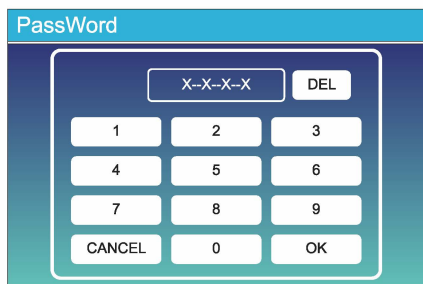 PassWord
X--X--X--X DEL
1 2 3
4 5 6
7 8 9
CANCEL 0 OK